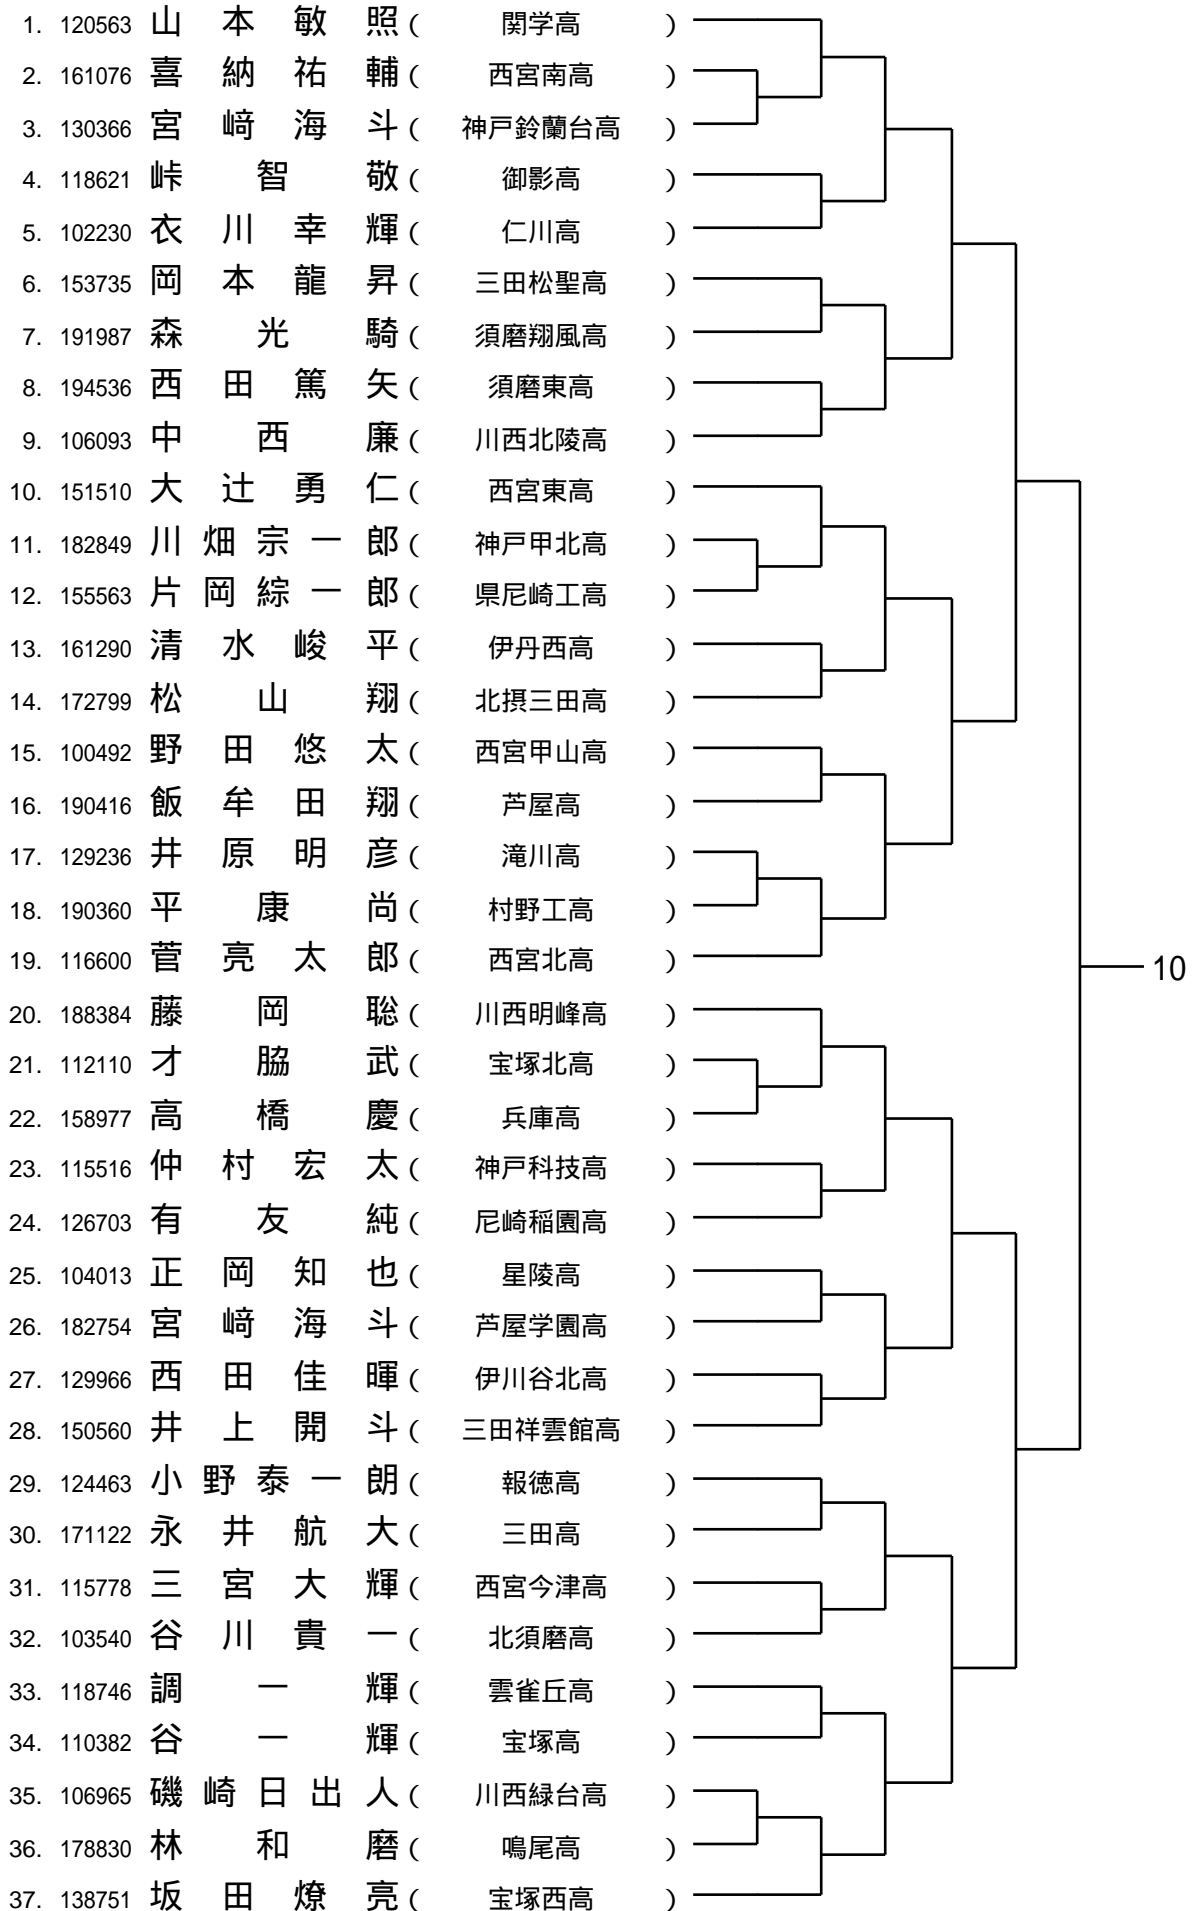 1. 120563 山本敏照 ( 関学高 )
2. 161076 喜納祐輔 ( 西宮南高 )
3. 130366 宮﨑海斗 ( 神戸鈴蘭台高 )
4. 118621 峠智敬 ( 御影高 )
5. 102230 衣川幸輝 ( 仁川高 )
6. 153735 岡本龍昇 ( 三田松聖高 )
7. 191987 森光騎 ( 須磨翔風高 )
8. 194536 西田篤矢 ( 須磨東高 )
9. 106093 中西廉 ( 川西北陵高 )
10. 151510 大辻勇仁 ( 西宮東高 )
11. 182849 川畑宗一郎 ( 神戸甲北高 )
12. 155563 片岡綜一郎 ( 県尼崎工高 )
13. 161290 清水峻平 ( 伊丹西高 )
14. 172799 松山翔 ( 北摂三田高 )
15. 100492 野田悠太 ( 西宮甲山高 )
16. 190416 飯牟田翔 ( 芦屋高 )
17. 129236 井原明彦 ( 滝川高 )
18. 190360 平康尚 ( 村野工高 )
19. 116600 菅亮太郎 ( 西宮北高 )
10
20. 188384 藤岡聡 ( 川西明峰高 )
21. 112110 才脇武 ( 宝塚北高 )
22. 158977 高橋慶 ( 兵庫高 )
23. 115516 仲村宏太 ( 神戸科技高 )
24. 126703 有友純 ( 尼崎稲園高 )
25. 104013 正岡知也 ( 星陵高 )
26. 182754 宮﨑海斗 ( 芦屋学園高 )
27. 129966 西田佳暉 ( 伊川谷北高 )
28. 150560 井上開斗 ( 三田祥雲館高 )
29. 124463 小野泰一朗 ( 報徳高 )
30. 171122 永井航大 ( 三田高 )
31. 115778 三宮大輝 ( 西宮今津高 )
32. 103540 谷川貴一 ( 北須磨高 )
33. 118746 調一輝 ( 雲雀丘高 )
34. 110382 谷一輝 ( 宝塚高 )
35. 106965 磯崎日出人 ( 川西緑台高 )
36. 178830 林和磨 ( 鳴尾高 )
37. 138751 坂田燎亮 ( 宝塚西高 )